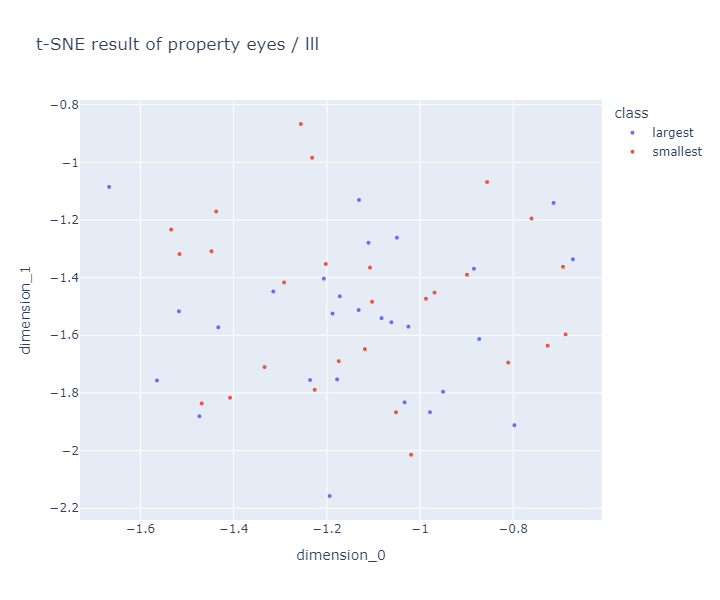 t-SNE result of property eyes / lll
class
largest
smallest
−0.8
−1
−1.2
−1.4
−1.6
−1.8
−2
−2.2
dimension_1
−1.6
−1.4
−1.2
−1
−0.8
dimension_0